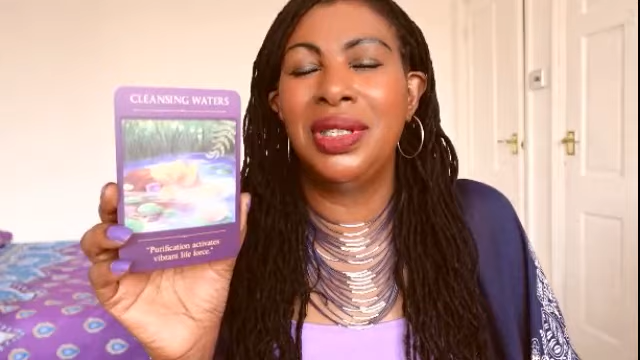 CLEANSING WATERS
"Purification activates
vibrant life force."